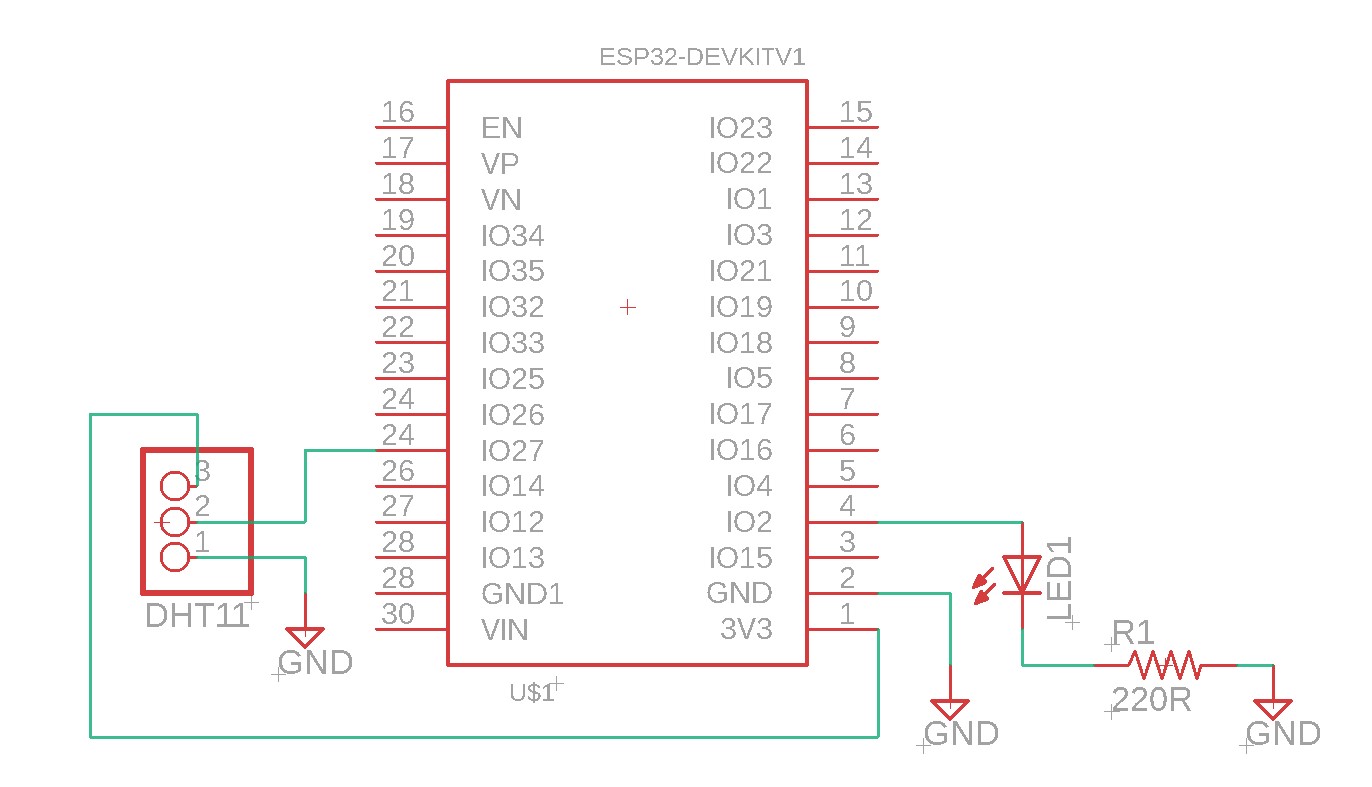 ESP32-DEVKITV1
16 EN IO23 15
17 VP IO22 14
18 VN IO1 13
19 IO34 IO3 12
20 IO35 IO21 11
21 IO32 IO19 10
22 IO33 IO18 9
23 IO25 IO5 8
24 IO26 IO17 7
24 IO27 IO16 6
26 IO14 IO4 5
27 IO12 IO2 4
28 IO13 IO15 3
28 GND1 GND 2
30 VIN 3V3 1
U$1
3
2
1
DHT11
GND
GND
LED1
R1
220R
GND